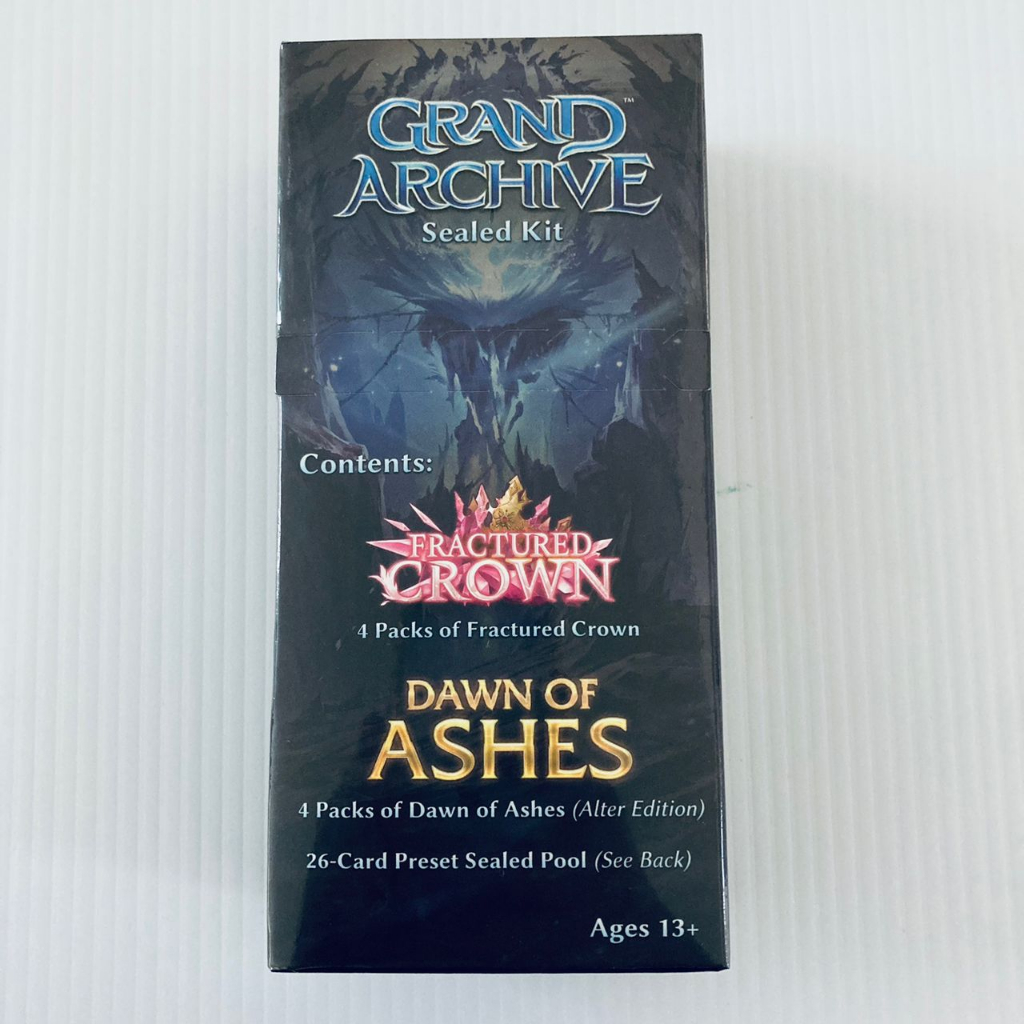 GRAND™
ARCHIVE
Sealed Kit
Contents:
FRACTURED
CROWN
4 Packs of Fractured Crown
DAWN OF
ASHES
4 Packs of Dawn of Ashes (Alter Edition)
26-Card Preset Sealed Pool (See Back)
Ages 13+